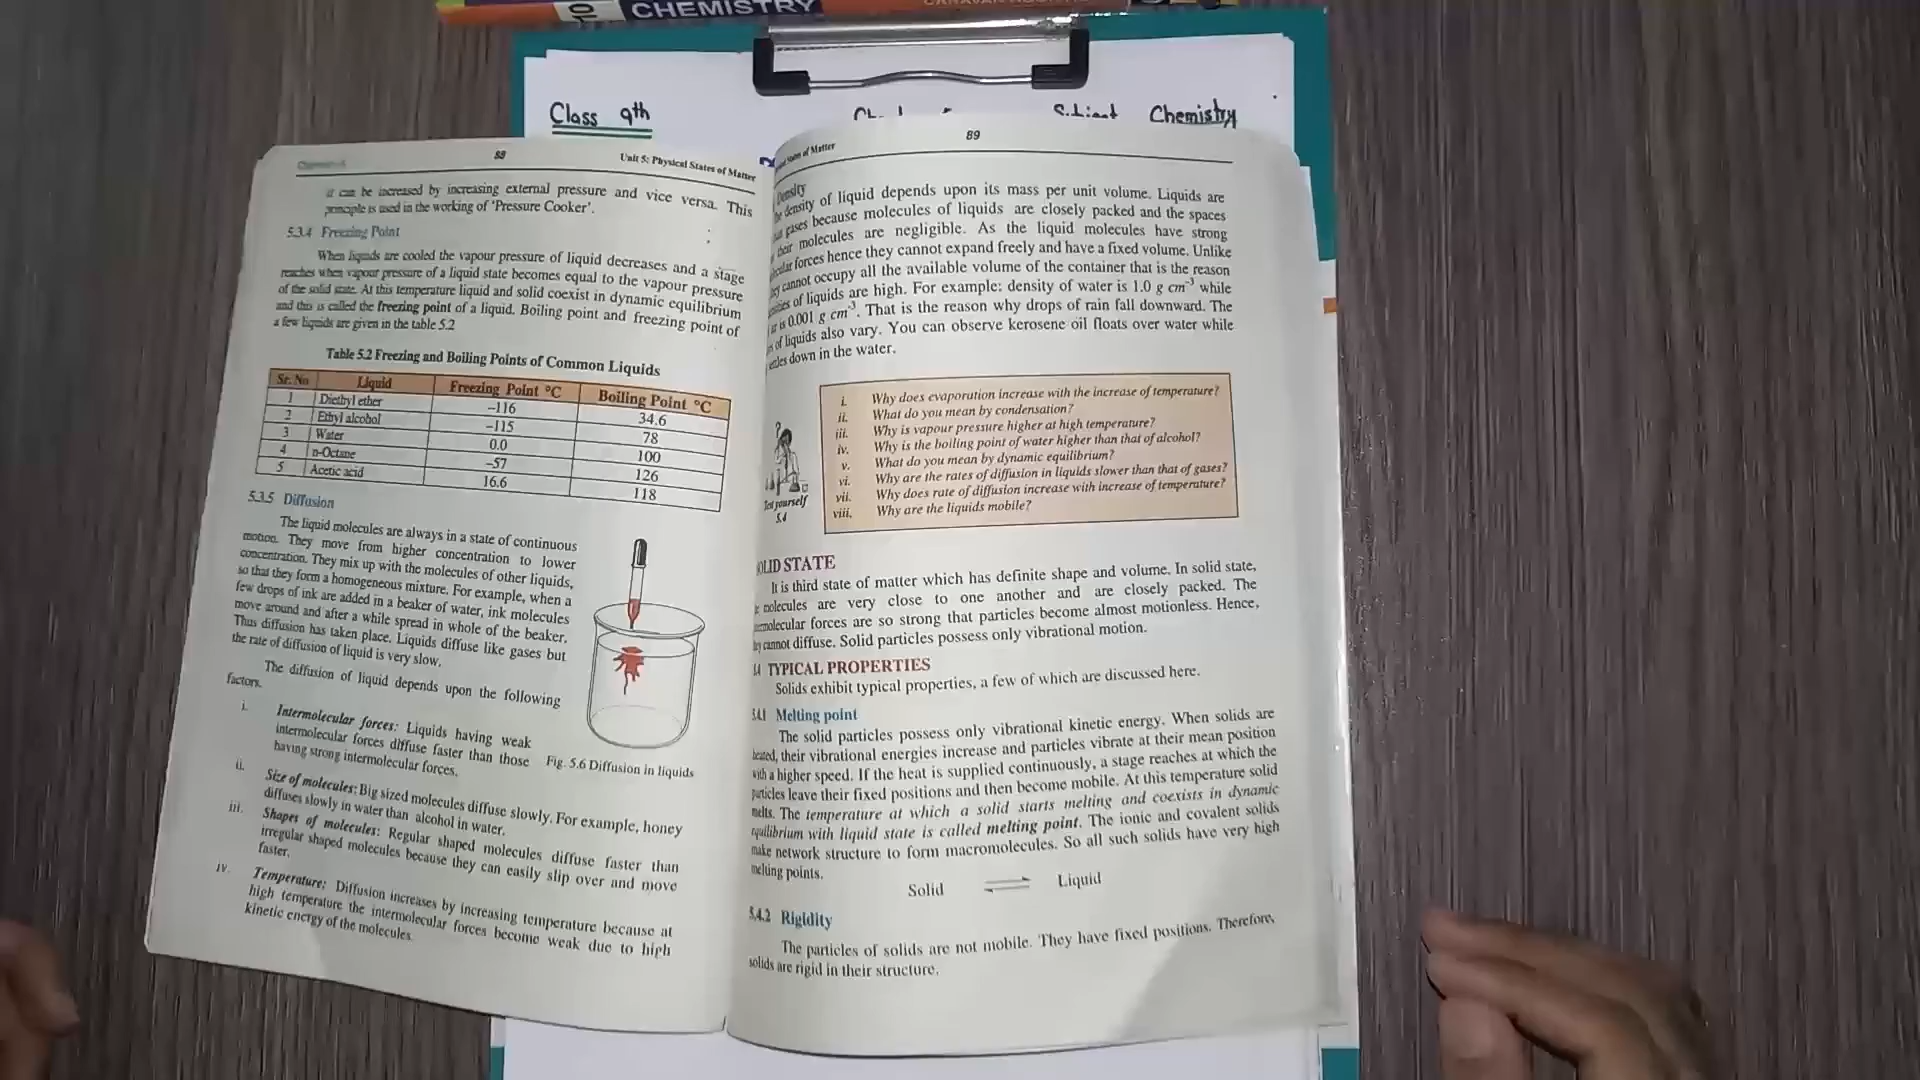 CHEMISTRY
Class 9th
Chemistry
88
Unit 5: Physical States of Matter
it can be increased by increasing external pressure and vice versa. This
principle is used in the working of 'Pressure Cooker'.
5.3.4 Freezing Point
When liquids are cooled the vapour pressure of liquid decreases and a stage
reaches when vapour pressure of a liquid state becomes equal to the vapour pressure
of the solid state. At this temperature liquid and solid coexist in dynamic equilibrium
and this is called the freezing point of a liquid. Boiling point and freezing point of
a few liquids are given in the table 5.2
Table 5.2 Freezing and Boiling Points of Common Liquids
Sr. No Liquid Freezing Point °C Boiling Point °C
1 Diethyl ether –116 34.6
2 Ethyl alcohol –115 78
3 Water 0.0 100
4 n-Octane –57 126
5 Acetic acid 16.6 118
5.3.5 Diffusion
The liquid molecules are always in a state of continuous
motion. They move from higher concentration to lower
concentration. They mix up with the molecules of other liquids,
so that they form a homogeneous mixture. For example, when a
few drops of ink are added in a beaker of water, ink molecules
move around and after a while spread in whole of the beaker.
Thus diffusion has taken place. Liquids diffuse like gases but
the rate of diffusion of liquid is very slow.
The diffusion of liquid depends upon the following
factors.
i. Intermolecular forces: Liquids having weak
intermolecular forces diffuse faster than those
having strong intermolecular forces.
Fig. 5.6 Diffusion in liquids
ii. Size of molecules: Big sized molecules diffuse slowly. For example, honey
diffuses slowly in water than alcohol in water.
iii. Shapes of molecules: Regular shaped molecules diffuse faster than
irregular shaped molecules because they can easily slip over and move
faster.
iv. Temperature: Diffusion increases by increasing temperature because at
high temperature the intermolecular forces become weak due to high
kinetic energy of the molecules.
States of Matter
89
Density
density of liquid depends upon its mass per unit volume. Liquids are
gases because molecules of liquids are closely packed and the spaces
their molecules are negligible. As the liquid molecules have strong
forces hence they cannot expand freely and have a fixed volume. Unlike
cannot occupy all the available volume of the container that is the reason
of liquids are high. For example: density of water is 1.0 g cm⁻³ while
is 0.001 g cm⁻³. That is the reason why drops of rain fall downward. The
of liquids also vary. You can observe kerosene oil floats over water while
down in the water.
Test yourself
5.4
i. Why does evaporation increase with the increase of temperature?
ii. What do you mean by condensation?
iii. Why is vapour pressure higher at high temperature?
iv. Why is the boiling point of water higher than that of alcohol?
v. What do you mean by dynamic equilibrium?
vi. Why are the rates of diffusion in liquids slower than that of gases?
vii. Why does rate of diffusion increase with increase of temperature?
viii. Why are the liquids mobile?
OLID STATE
It is third state of matter which has definite shape and volume. In solid state,
molecules are very close to one another and are closely packed. The
forces are so strong that particles become almost motionless. Hence,
cannot diffuse. Solid particles possess only vibrational motion.
TYPICAL PROPERTIES
Solids exhibit typical properties, a few of which are discussed here.
5.4.1 Melting point
The solid particles possess only vibrational kinetic energy. When solids are
heated, their vibrational energies increase and particles vibrate at their mean position
with a higher speed. If the heat is supplied continuously, a stage reaches at which the
particles leave their fixed positions and then become mobile. At this temperature solid
melts. The temperature at which a solid starts melting and coexists in dynamic
equilibrium with liquid state is called melting point. The ionic and covalent solids
make network structure to form macromolecules. So all such solids have very high
melting points.
Solid ⇌ Liquid
5.4.2 Rigidity
The particles of solids are not mobile. They have fixed positions. Therefore,
solids are rigid in their structure.